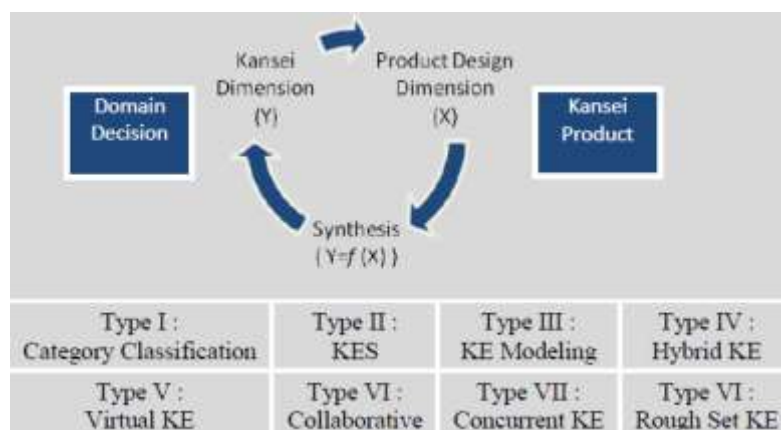 Kansei
Dimension
(Y)
Product Design
Dimension
(X)
Domain
Decision
Kansei
Product
Synthesis
( Y=f (X) )
Type I :
Category Classification
Type II :
KES
Type III :
KE Modeling
Type IV :
Hybrid KE
Type V :
Virtual KE
Type VI :
Collaborative
Type VII :
Concurrent KE
Type VI :
Rough Set KE